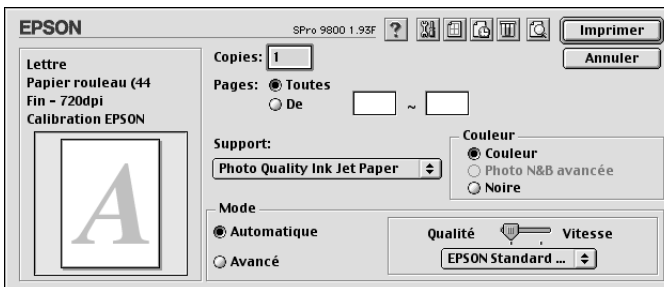 EPSON
SPro 9800 1.93F ?
Imprimer
Annuler
Lettre
Papier rouleau (44
Fin - 720dpi
Calibration EPSON
A
Copies: 1
Pages: Toutes
De ~
Support:
Photo Quality Ink Jet Paper
Couleur
Couleur
Photo N&B avancée
Noire
Mode
Automatique
Avancé
Qualité Vitesse
EPSON Standard ...